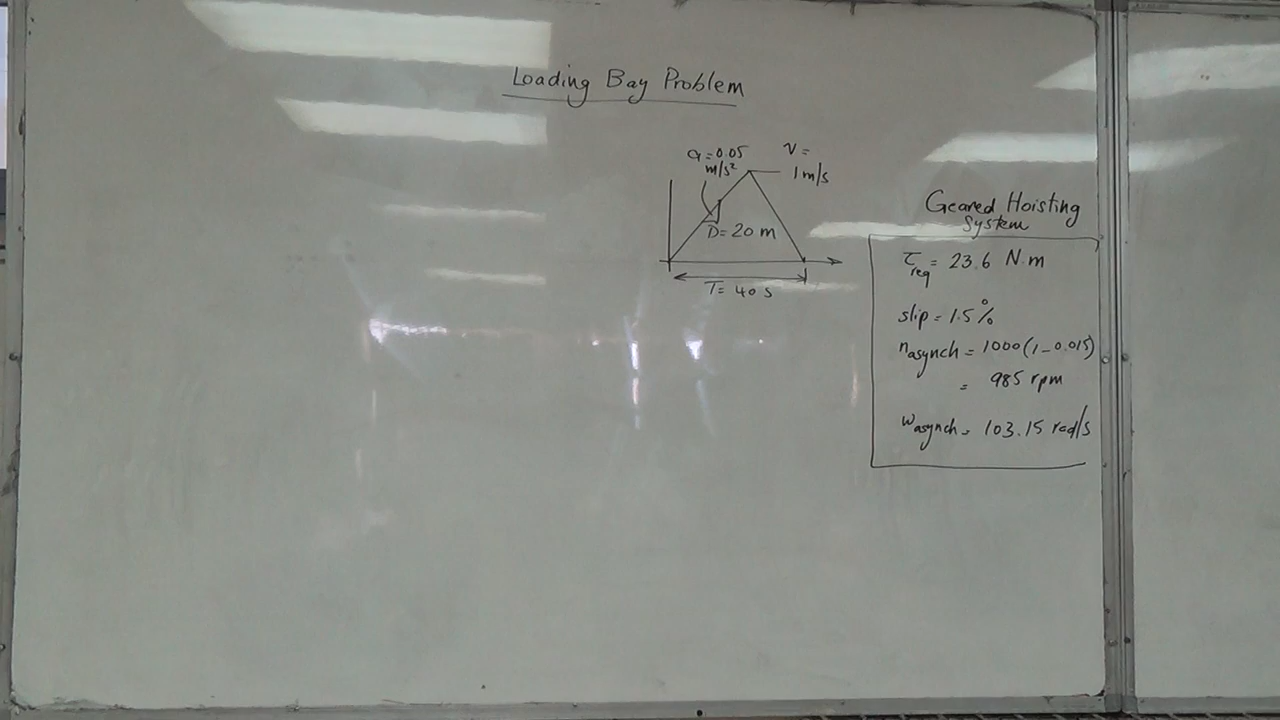 Loading Bay Problem
a = 0.05
m/s²
v =
1 m/s
D = 20 m
T = 40 s
Geared Hoisting
System
τreq = 23.6 N.m
slip = 1.5%
nasynch = 1000(1-0.015)
= 985 rpm
ωasynch = 103.15 rad/s